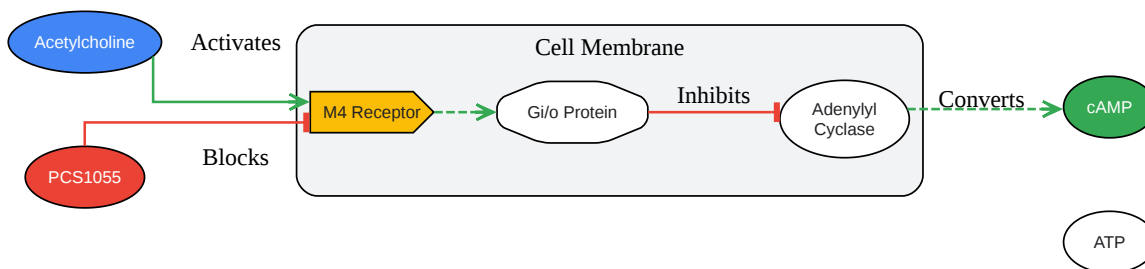 Acetylcholine
Activates
Cell Membrane
M4 Receptor
Gi/o Protein
Inhibits
Adenylyl
Cyclase
Converts
cAMP
Blocks
PCS1055
ATP